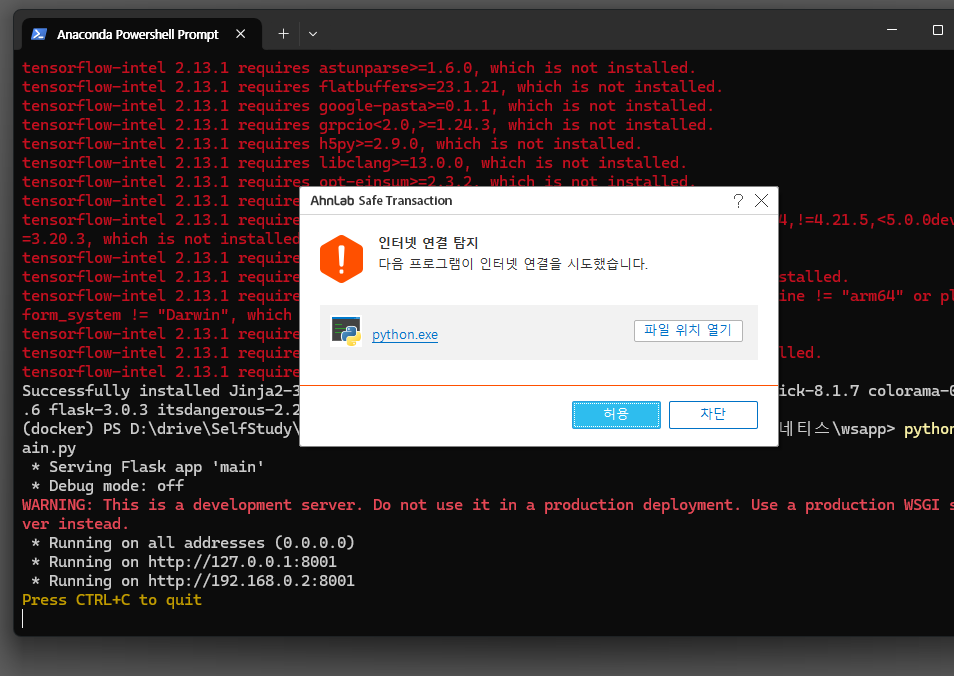 Anaconda Powershell Prompt
tensorflow-intel 2.13.1 requires astunparse>=1.6.0, which is not installed.
tensorflow-intel 2.13.1 requires flatbuffers>=23.1.21, which is not installed.
tensorflow-intel 2.13.1 requires google-pasta>=0.1.1, which is not installed.
tensorflow-intel 2.13.1 requires grpcio<2.0,>=1.24.3, which is not installed.
tensorflow-intel 2.13.1 requires h5py>=2.9.0, which is not installed.
tensorflow-intel 2.13.1 requires libclang>=13.0.0, which is not installed.
tensorflow-intel 2.13.1 requires opt-einsum>=2.3.2, which is not installed.
tensorflow-intel 2.13.1 require
tensorflow-intel 2.13.1 require 4,!=4.21.5,<5.0.0dev
=3.20.3, which is not installed
tensorflow-intel 2.13.1 require
tensorflow-intel 2.13.1 require stalled.
tensorflow-intel 2.13.1 require ine != "arm64" or pl
form_system != "Darwin", which
tensorflow-intel 2.13.1 require
tensorflow-intel 2.13.1 require lled.
tensorflow-intel 2.13.1 require
Successfully installed Jinja2-3 ick-8.1.7 colorama-0
.6 flask-3.0.3 itsdangerous-2.2
(docker) PS D:\drive\SelfStudy\ 네티스\wsapp> python
ain.py
* Serving Flask app 'main'
* Debug mode: off
WARNING: This is a development server. Do not use it in a production deployment. Use a production WSGI s
ver instead.
* Running on all addresses (0.0.0.0)
* Running on http://127.0.0.1:8001
* Running on http://192.168.0.2:8001
Press CTRL+C to quit
AhnLab Safe Transaction
인터넷 연결 탐지
다음 프로그램이 인터넷 연결을 시도했습니다.
python.exe
파일 위치 열기
허용
차단